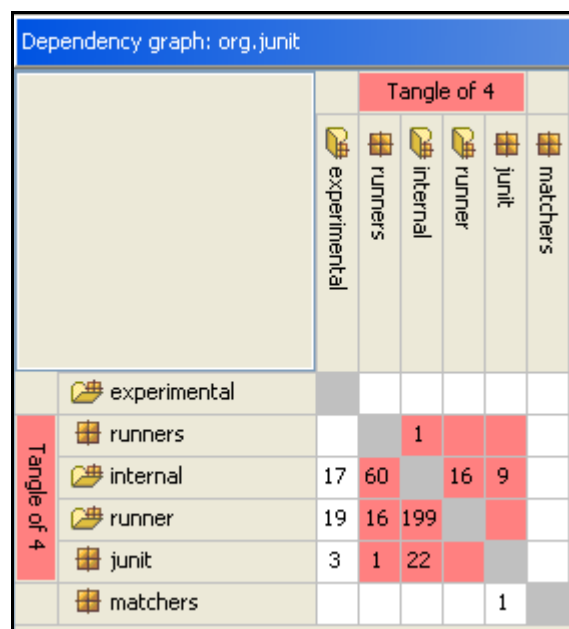 Dependency graph: org.junit
Tangle of 4
experimental
runners
internal
runner
junit
matchers
Tangle of 4
experimental
runners 1
internal 17 60 16 9
runner 19 16 199
junit 3 1 22
matchers 1